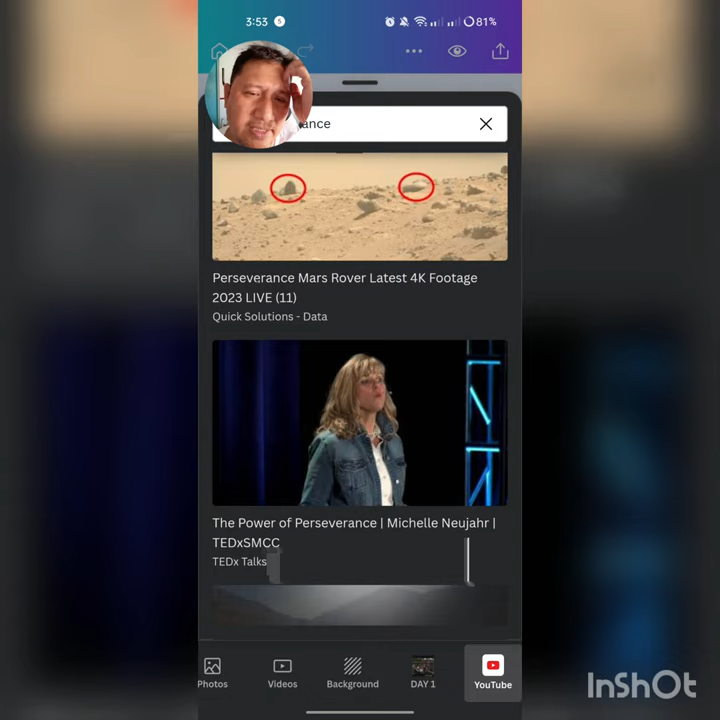 3:53
81%
ance
Perseverance Mars Rover Latest 4K Footage
2023 LIVE (11)
Quick Solutions - Data
The Power of Perseverance | Michelle Neujahr |
TEDxSMCC
TEDx Talks
Photos
Videos
Background
DAY 1
YouTube
InShOt